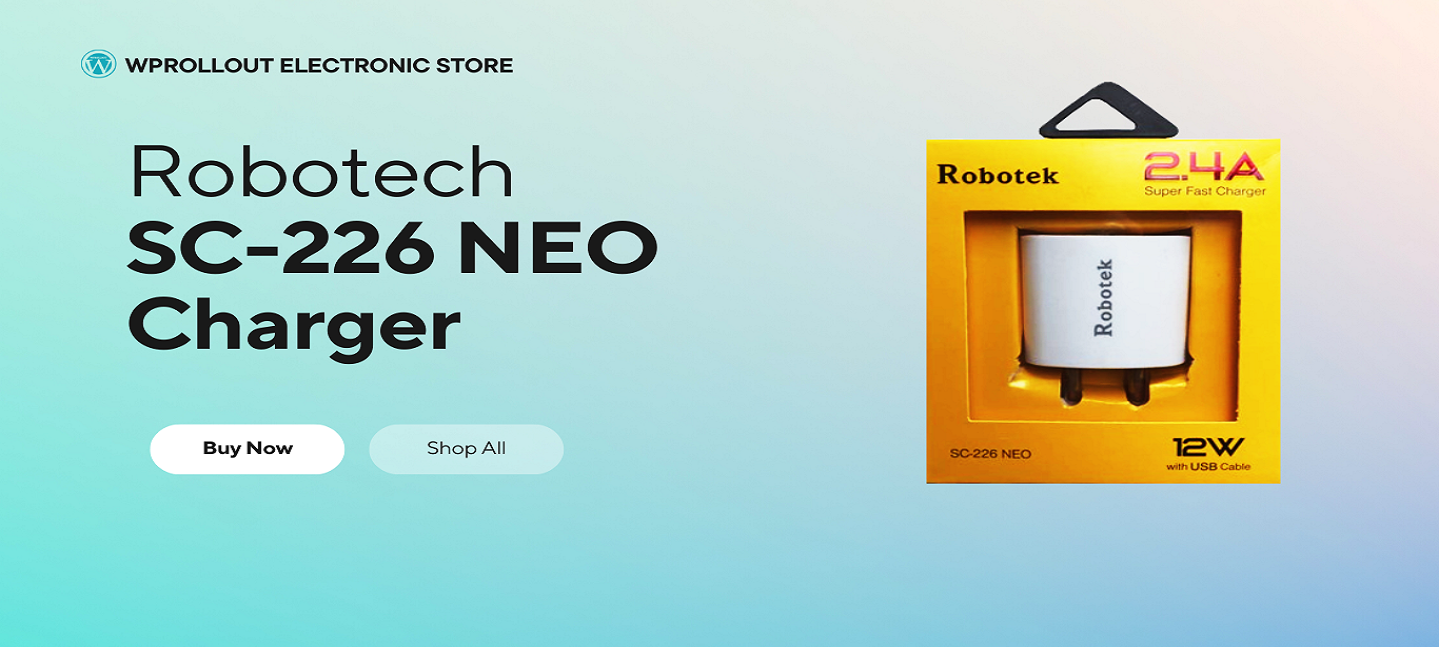 WPROLLOUT ELECTRONIC STORE
Robotech
SC-226 NEO
Charger
Buy Now
Shop All
Robotek
2.4A
Super Fast Charger
Robotek
SC-226 NEO
12W
with USB Cable